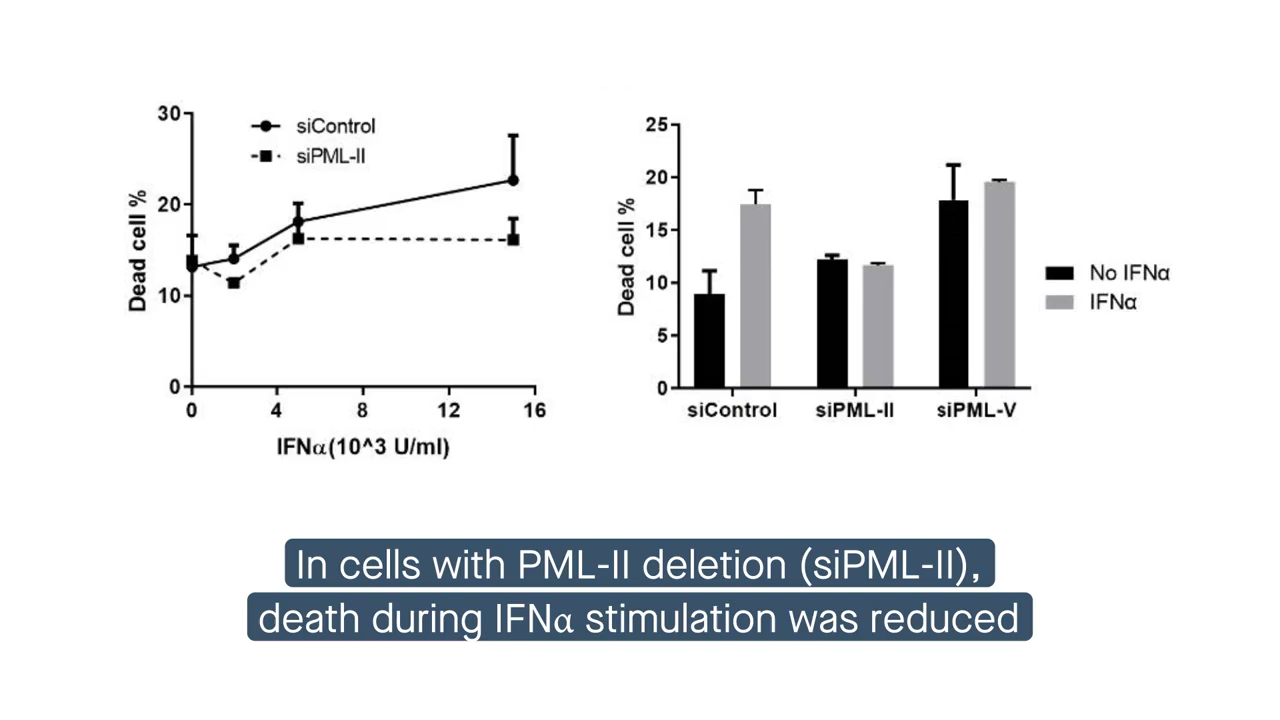 30
20
10
0
Dead cell %
siControl
siPML-II
0 4 8 12 16
IFNα(10^3 U/ml)
25
20
15
10
5
0
Dead cell %
siControl siPML-II siPML-V
No IFNα
IFNα
In cells with PML-II deletion (siPML-II),
death during IFNα stimulation was reduced